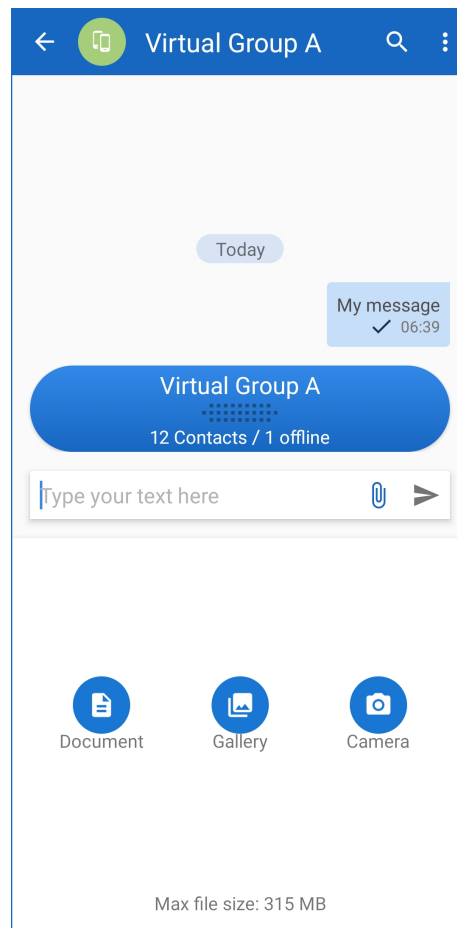 Virtual Group A
Today
My message
06:39
Virtual Group A
12 Contacts / 1 offline
Type your text here
Document
Gallery
Camera
Max file size: 315 MB